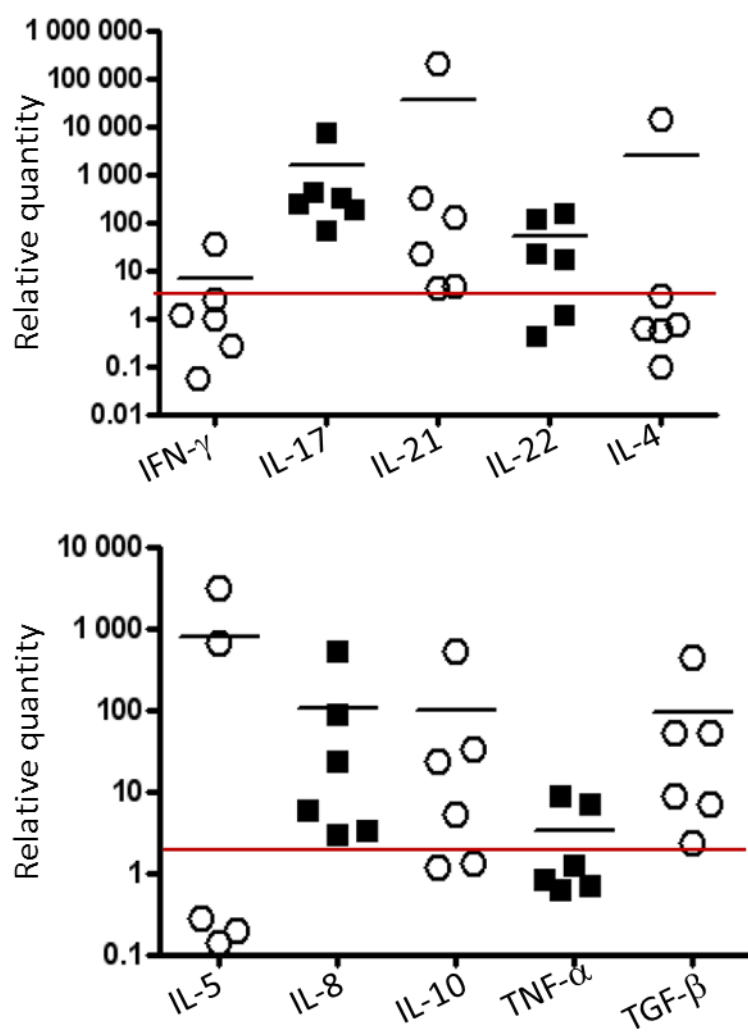 1 000 000
100 000
10 000
1 000
100
10
1
0.1
0.01
Relative quantity
IFN-γ
IL-17
IL-21
IL-22
IL-4
10 000
1 000
100
10
1
0.1
Relative quantity
IL-5
IL-8
IL-10
TNF-α
TGF-β